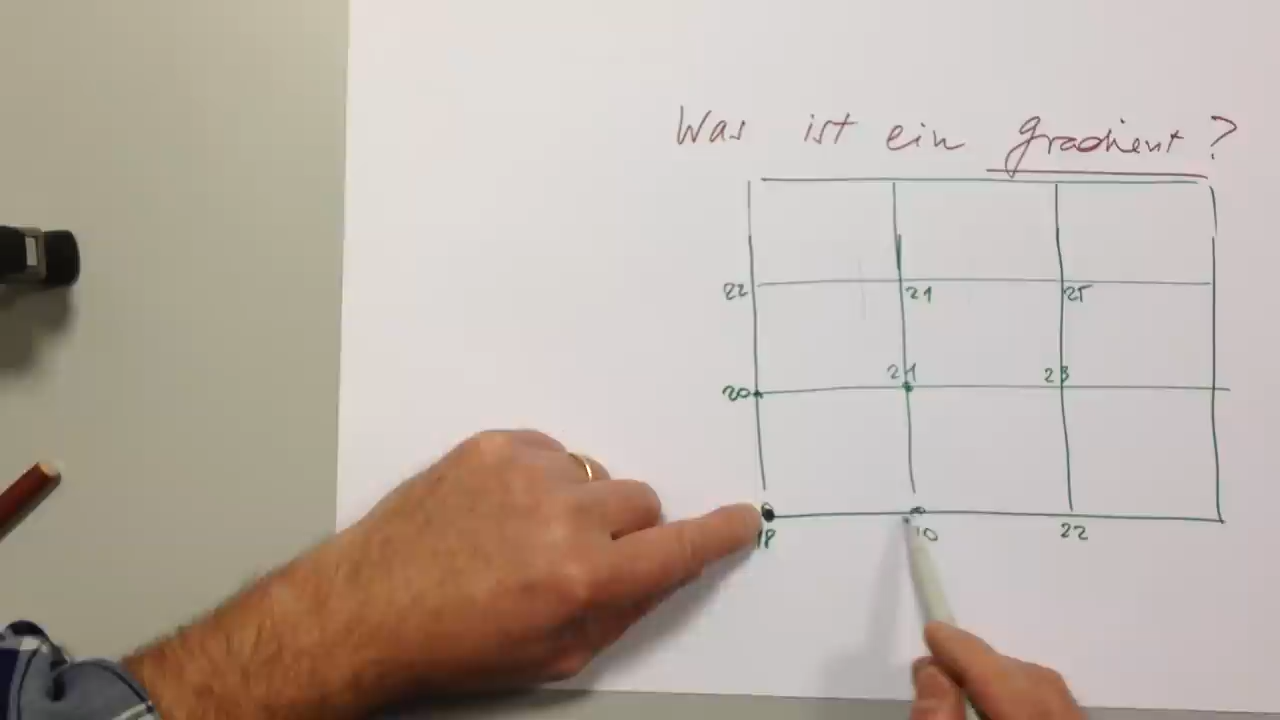 Was ist ein Gradient?
22 21 25
20 21 23
18 22